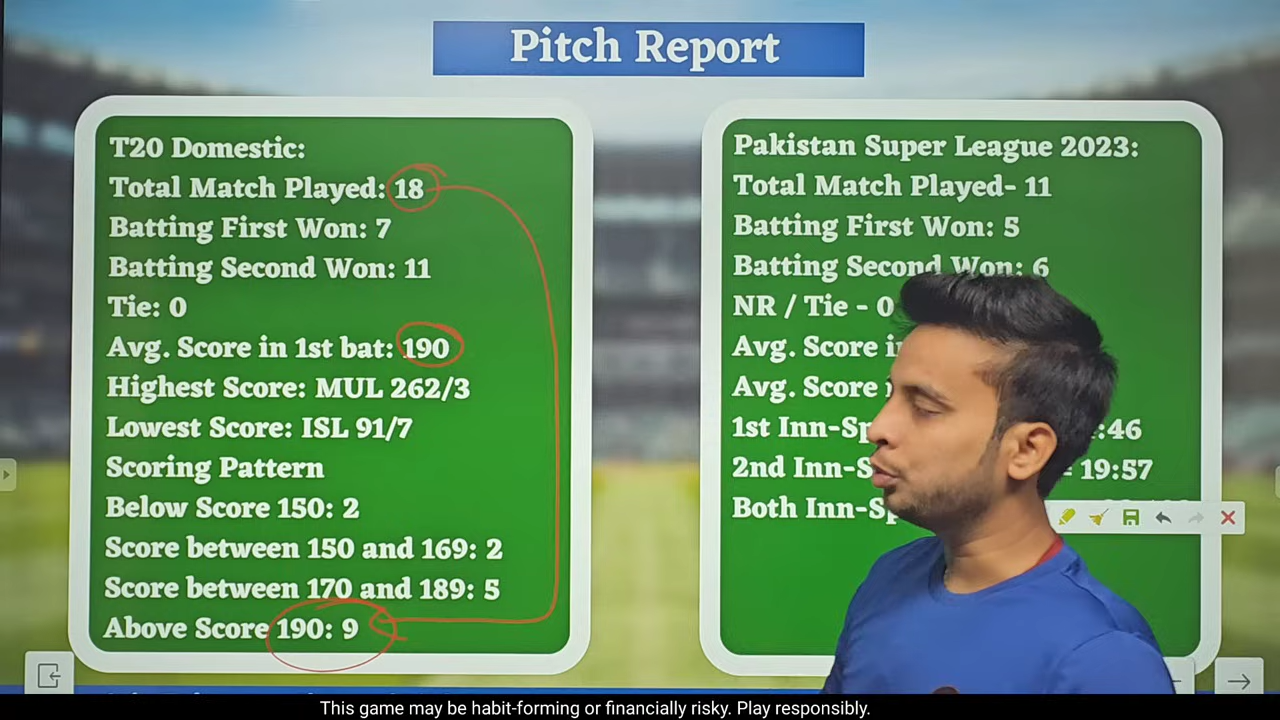 Pitch Report
T20 Domestic:
Total Match Played: 18
Batting First Won: 7
Batting Second Won: 11
Tie: 0
Avg. Score in 1st bat: 190
Highest Score: MUL 262/3
Lowest Score: ISL 91/7
Scoring Pattern
Below Score 150: 2
Score between 150 and 169: 2
Score between 170 and 189: 5
Above Score 190: 9
Pakistan Super League 2023:
Total Match Played- 11
Batting First Won: 5
Batting Second Won: 6
NR / Tie - 0
Avg. Score
Avg. Score
1st Inn- :46
2nd Inn- = 19:57
Both Inn-
This game may be habit-forming or financially risky. Play responsibly.